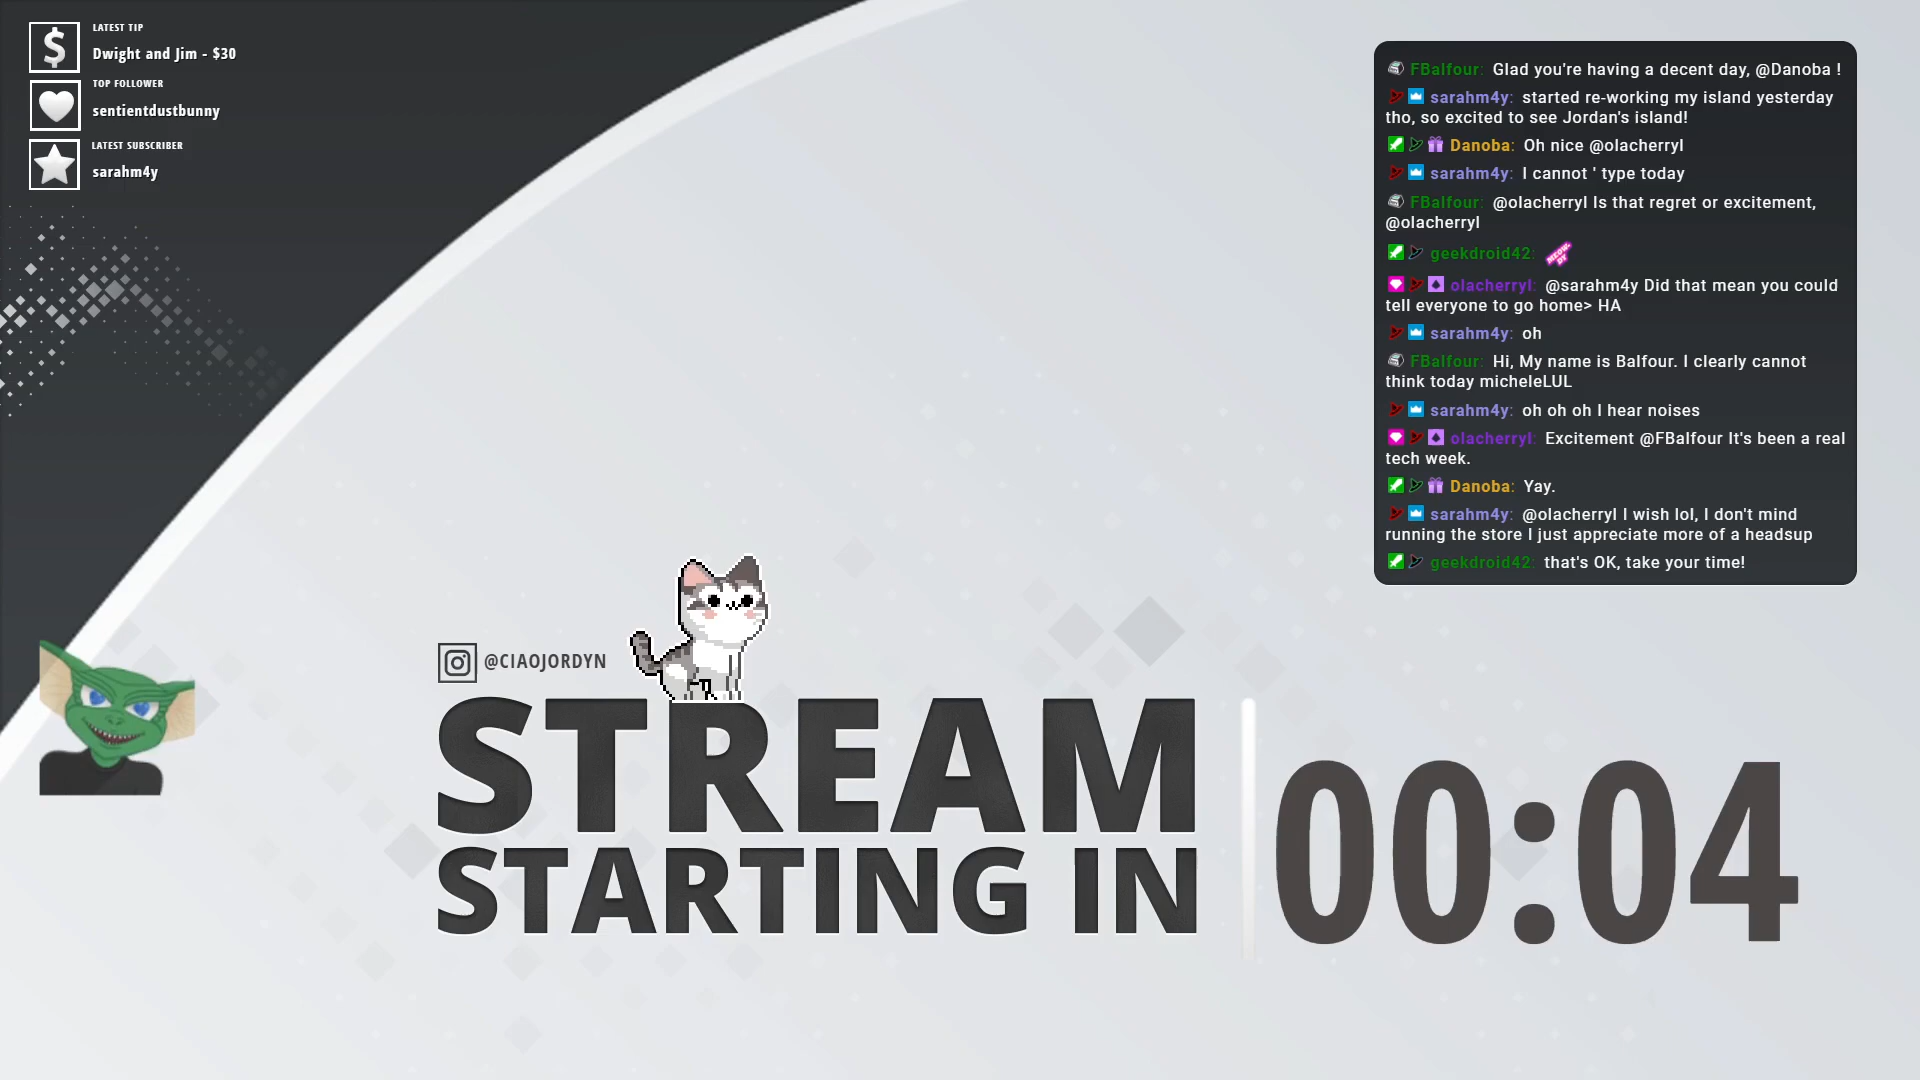 LATEST TIP
Dwight and Jim - $30
TOP FOLLOWER
sentientdustbunny
LATEST SUBSCRIBER
sarahm4y
FBalfour: Glad you're having a decent day, @Danoba !
sarahm4y: started re-working my island yesterday
tho, so excited to see Jordan's island!
Danoba: Oh nice @olacherryl
sarahm4y: I cannot ' type today
FBalfour: @olacherryl Is that regret or excitement,
@olacherryl
geekdroid42: MEOW-DY
olacherryl: @sarahm4y Did that mean you could
tell everyone to go home> HA
sarahm4y: oh
FBalfour: Hi, My name is Balfour. I clearly cannot
think today micheleLUL
sarahm4y: oh oh oh I hear noises
olacherryl: Excitement @FBalfour It's been a real
tech week.
Danoba: Yay.
sarahm4y: @olacherryl I wish lol, I don't mind
running the store I just appreciate more of a headsup
geekdroid42: that's OK, take your time!
@CIAOJORDYN
STREAM
STARTING IN
00:04